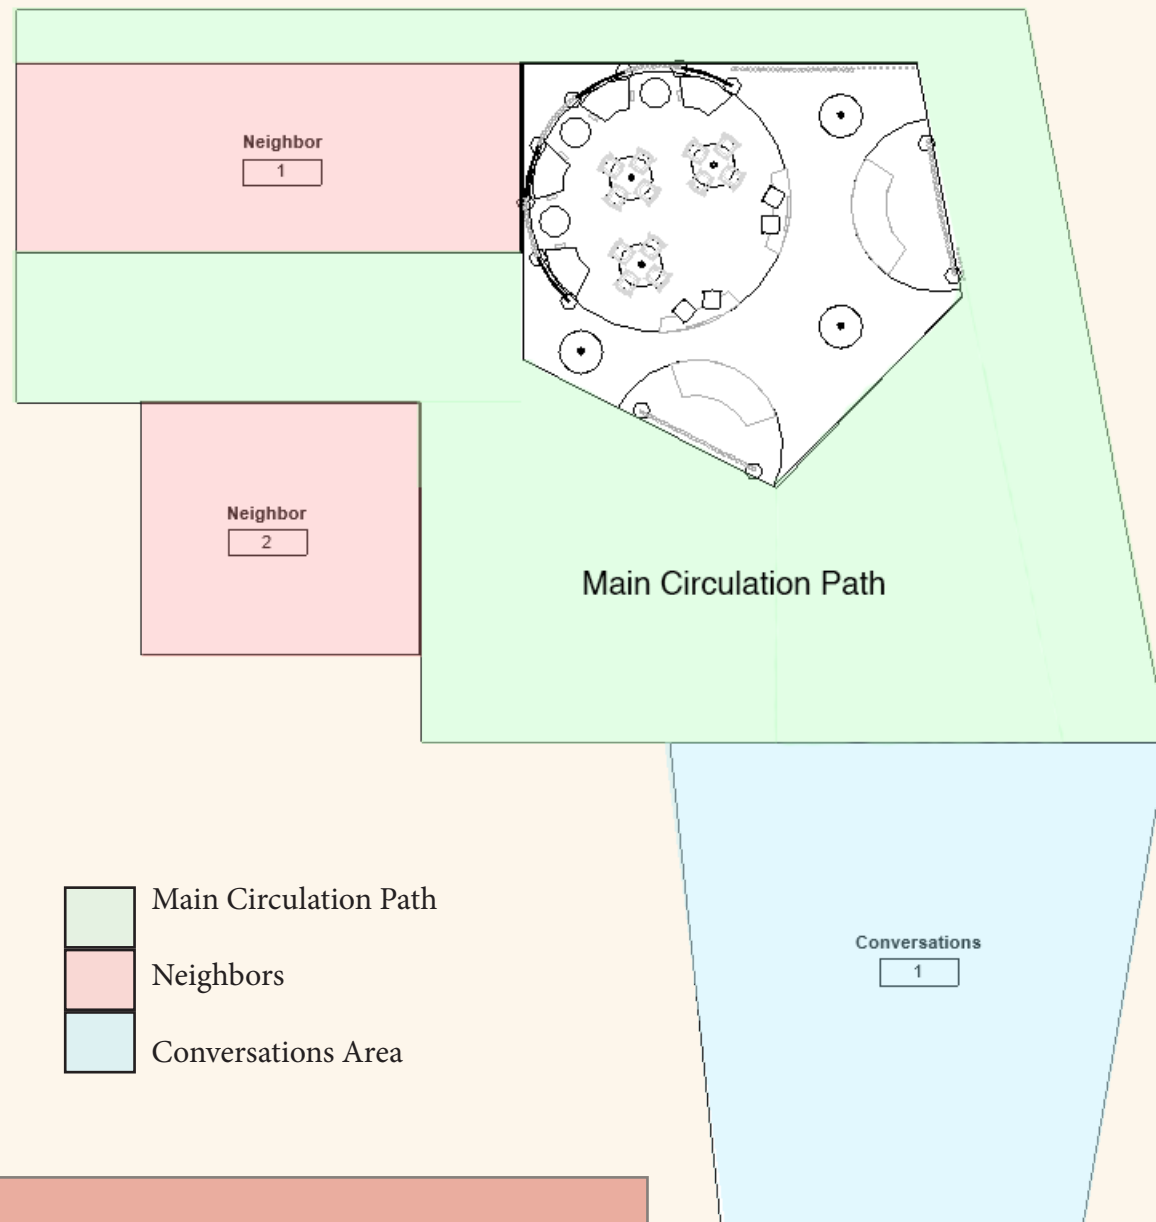 Neighbor
1
Neighbor
2
Main Circulation Path
Main Circulation Path
Neighbors
Conversations Area
Conversations
1